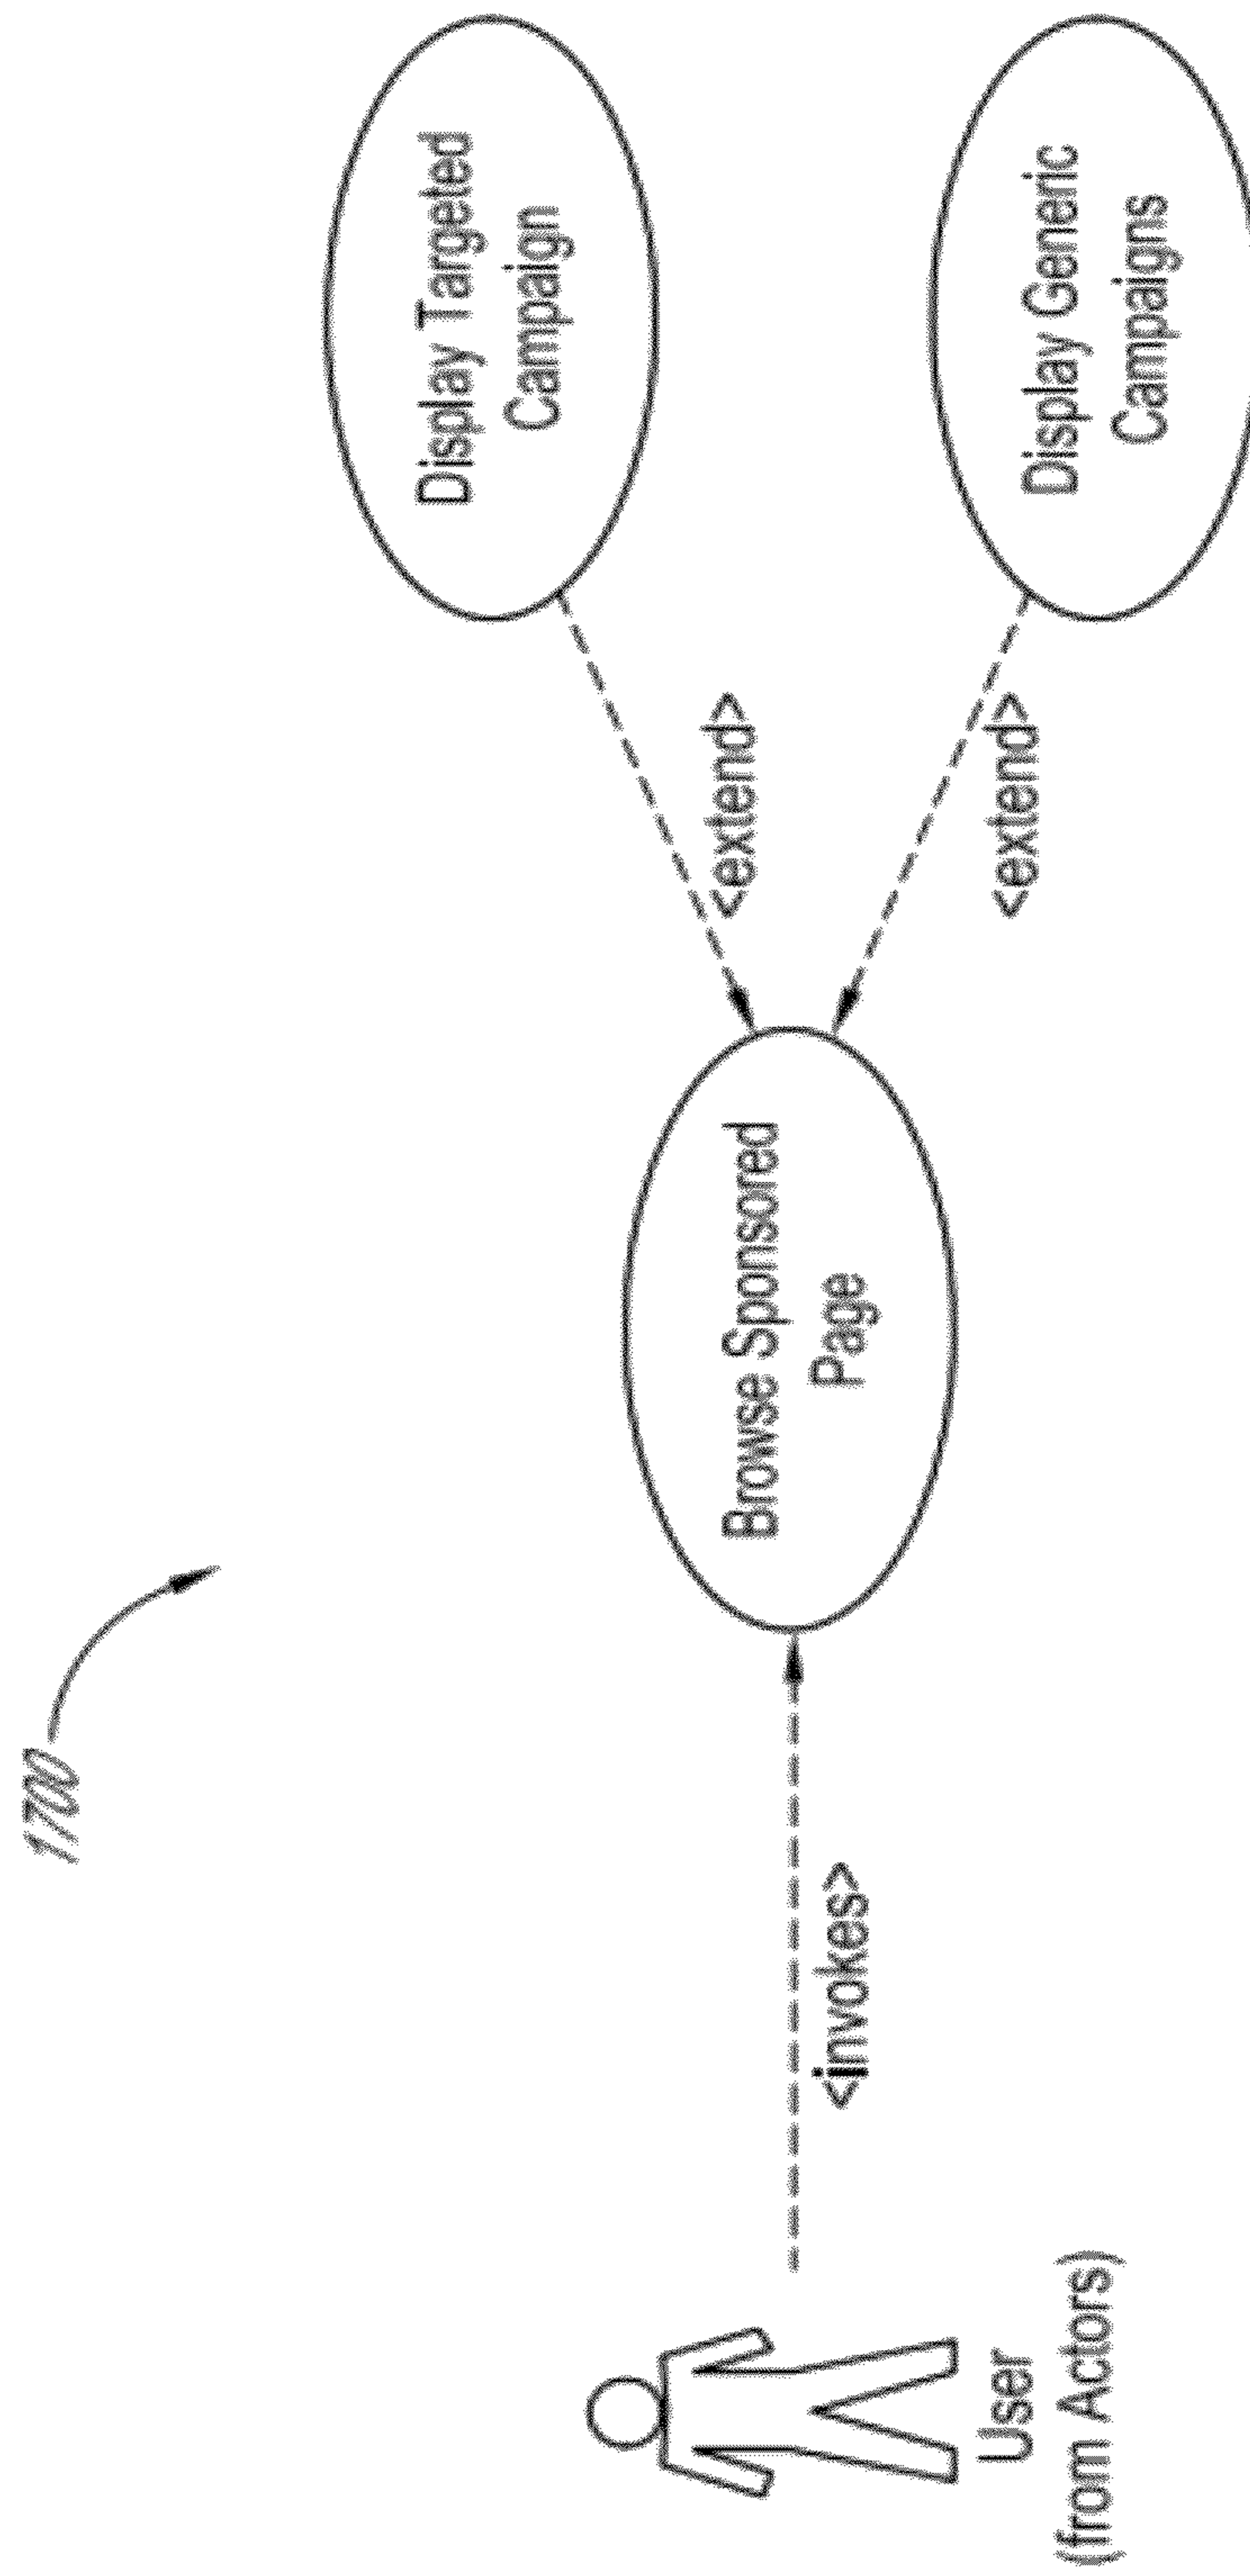 1700
User
(from Actors)
<invokes>
Browse Sponsored
Page
<extend>
<extend>
Display Targeted
Campaign
Display Generic
Campaigns